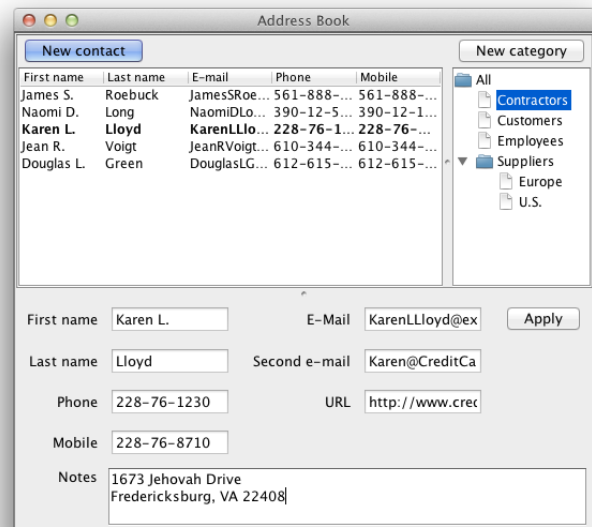 Address Book
New contact New category
First name Last name E-mail Phone Mobile
James S. Roebuck JamesSRoe... 561-888-... 561-888-...
Naomi D. Long NaomiDLo... 390-12-5... 390-12-1...
Karen L. Lloyd KarenLLlo... 228-76-1... 228-76-...
Jean R. Voigt JeanRVoigt... 610-344-... 610-344-...
Douglas L. Green DouglasLG... 612-615-... 612-615-...
All
Contractors
Customers
Employees
Suppliers
Europe
U.S.
First name Karen L. E-Mail KarenLLloyd@ex Apply
Last name Lloyd Second e-mail Karen@CreditCa
Phone 228-76-1230 URL http://www.cred
Mobile 228-76-8710
Notes 1673 Jehovah Drive
Fredericksburg, VA 22408